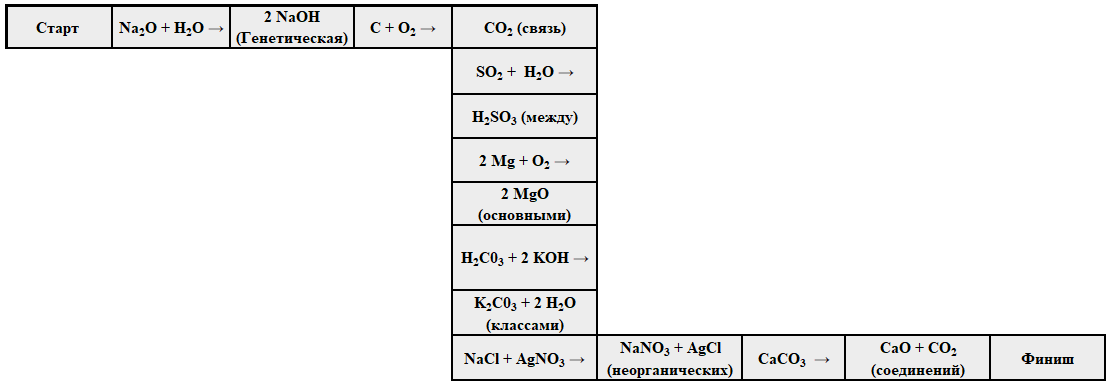 Старт
Na₂O + H₂O →
2 NaOH
(Генетическая)
C + O₂ →
CO₂ (связь)
SO₂ + H₂O →
H₂SO₃ (между)
2 Mg + O₂ →
2 MgO
(основными)
H₂C0₃ + 2 KOH →
K₂C0₃ + 2 H₂O
(классами)
NaCl + AgNO₃ →
NaNO₃ + AgCl
(неорганических)
CaCO₃ →
CaO + CO₂
(соединений)
Финиш